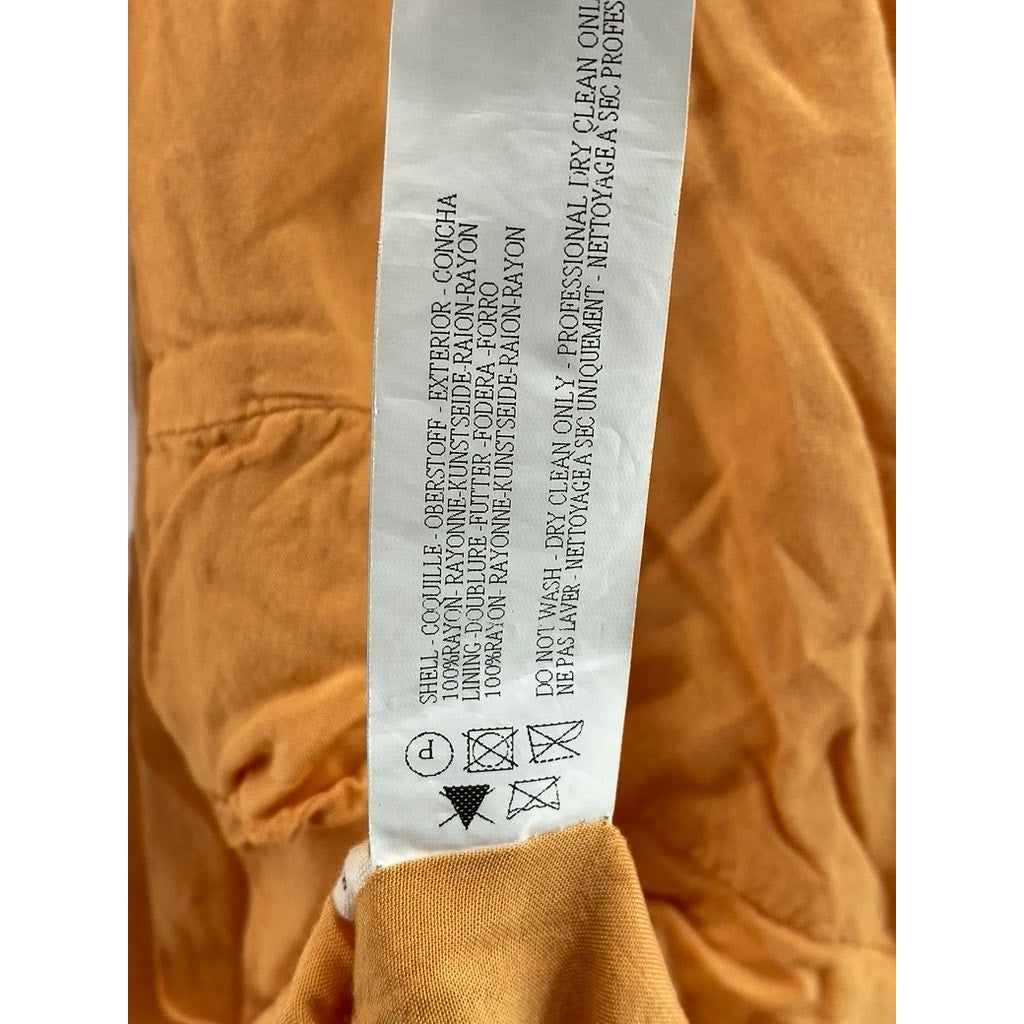 SHELL - COQUILLE - OBERSTOFF - EXTERIOR - CONCHA
100%RAYON- RAYONNE-KUNSTSEIDE-RAION-RAYON
LINING-DOUBLURE -FUTTER -FODERA -FORRO
100%RAYON- RAYONNE-KUNSTSEIDE-RAION-RAYON
DO NOT WASH - DRY CLEAN ONLY - PROFESSIONAL DRY CLEAN ONL
NE PAS LAVER - NETTOYAGE À SEC UNIQUEMENT - NETTOYAGE À SEC PROFES
P